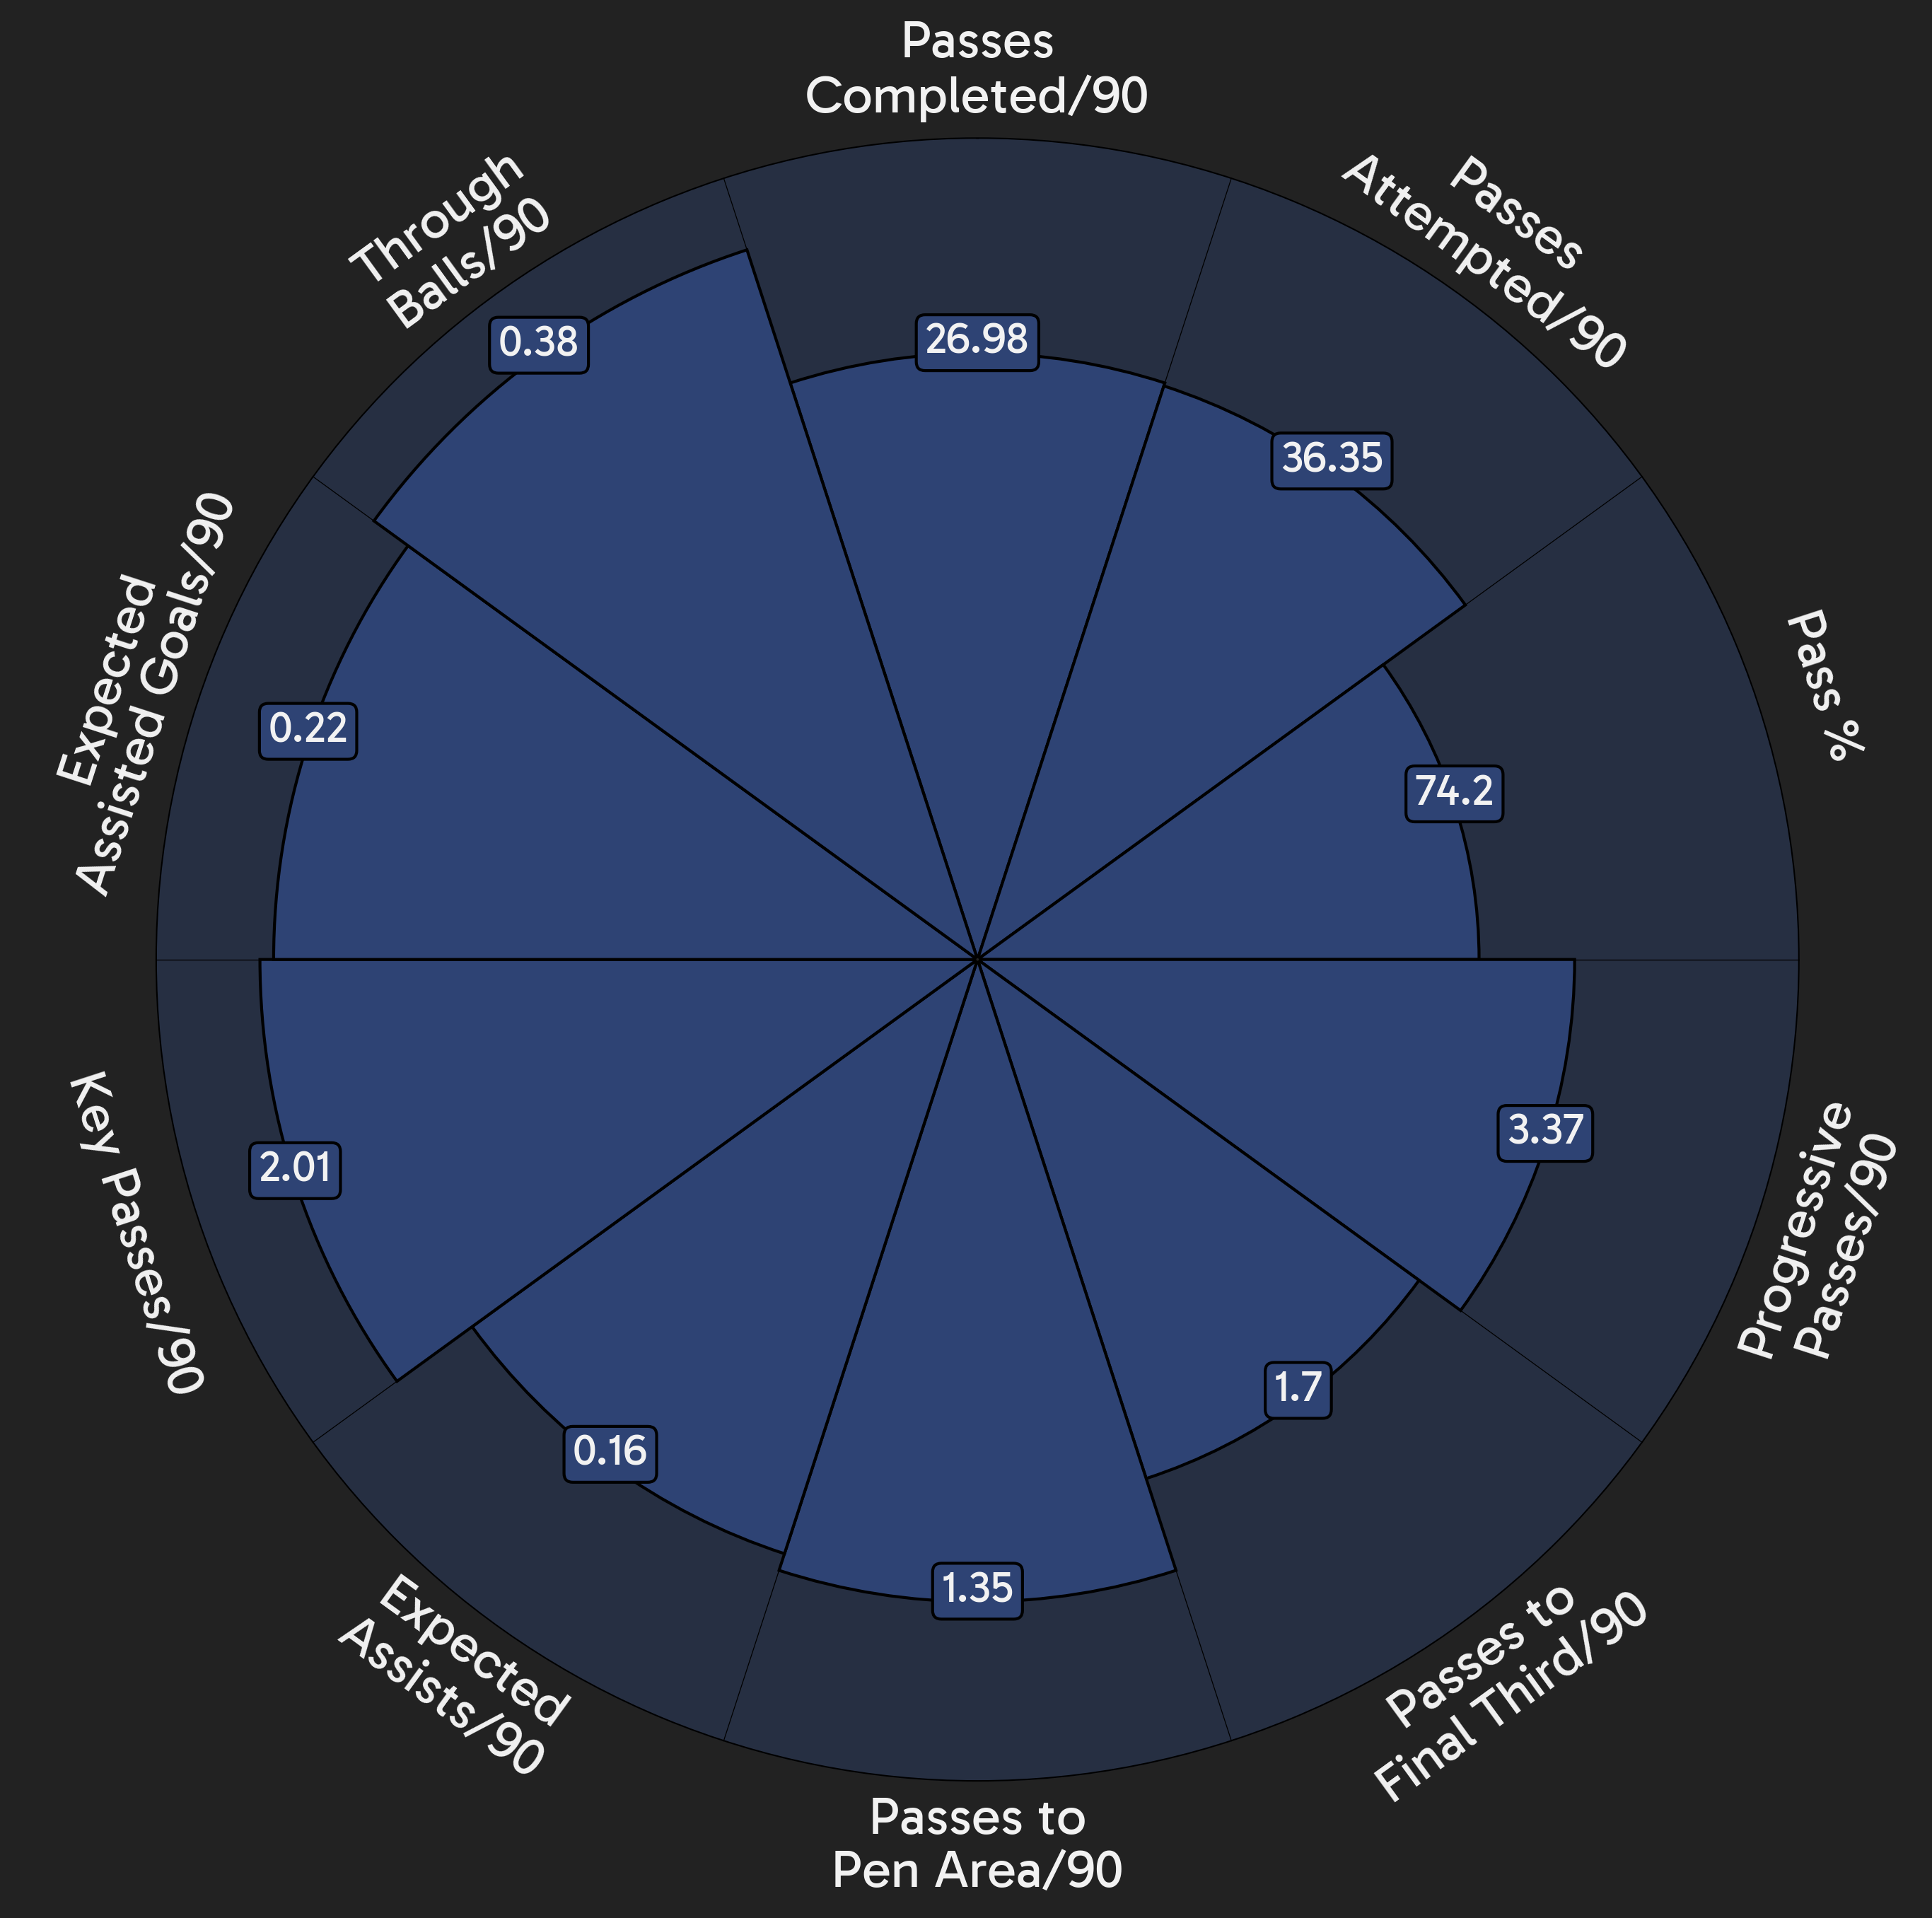 Passes
Completed/90
Passes
Attempted/90
Pass %
Progressive
Passes/90
Passes to
Final Third/90
Passes to
Pen Area/90
Expected
Assists/90
Key Passes/90
Expected
Assisted Goals/90
Through
Balls/90
26.98
36.35
74.2
3.37
1.7
1.35
0.16
2.01
0.22
0.38